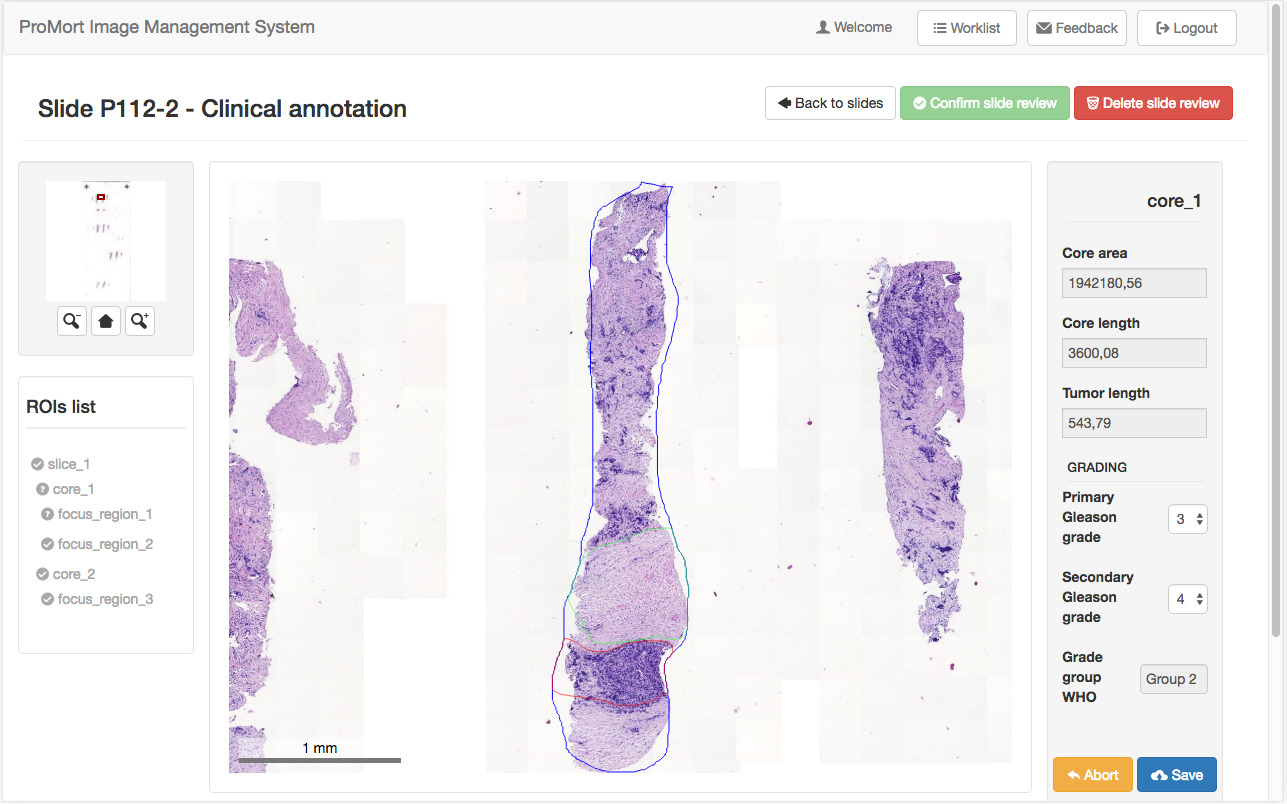 ProMort Image Management System
Welcome
Worklist
Feedback
Logout
Slide P112-2 - Clinical annotation
Back to slides
Confirm slide review
Delete slide review
ROIs list
slice_1
core_1
focus_region_1
focus_region_2
core_2
focus_region_3
1 mm
core_1
Core area
1942180,56
Core length
3600,08
Tumor length
543,79
GRADING
Primary
Gleason
grade
3
Secondary
Gleason
grade
4
Grade
group
WHO
Group 2
Abort
Save